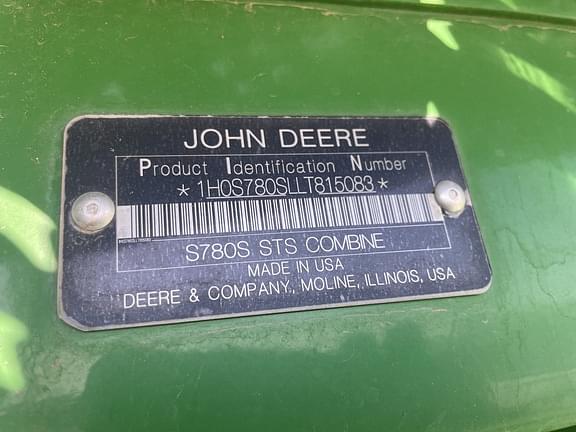 JOHN DEERE
Product Identification Number
*1H0S780SLLT815083*
S780S STS COMBINE
MADE IN USA
DEERE & COMPANY, MOLINE, ILLINOIS, USA